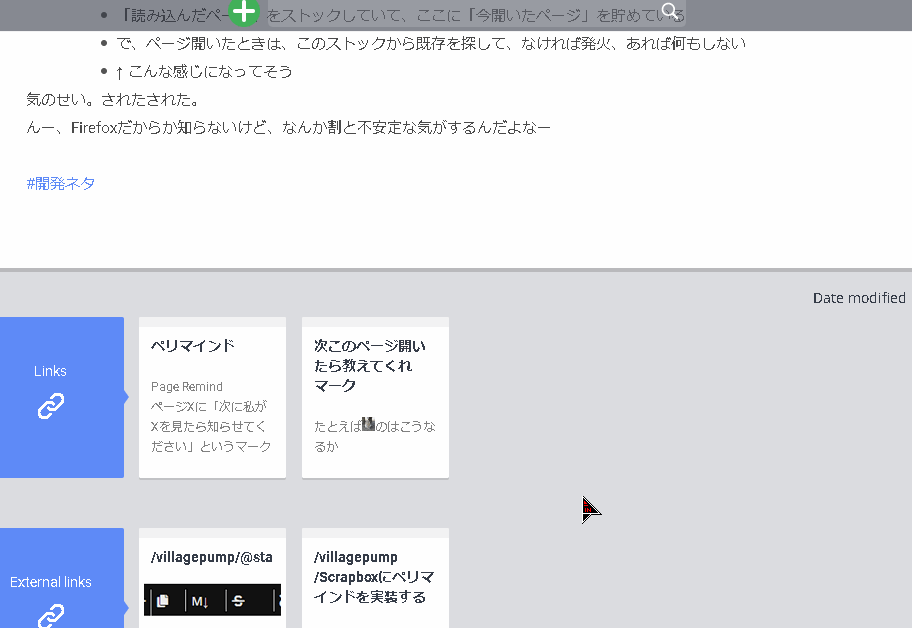 「読み込んだペー をストックしていて、ここに「今開いたページ」を貯めている
で、ページ開いたときは、このストックから既存を探して、なければ発火、あれば何もしない
↑ こんな感じになってそう
気のせい。されたされた。
んー、Firefoxだからか知らないけど、なんか割と不安定な気がするんだよなー
#開発ネタ
Date modified
Links
ペリマインド
Page Remind
ページXに「次に私が
Xを見たら知らせてく
ださい」というマーク
次このページ開い
たら教えてくれ
マーク
たとえば のはこうな
るか
External links
/villagepump/@sta
M↓ S
/villagepump
/Scrapboxにペリマ
インドを実装する